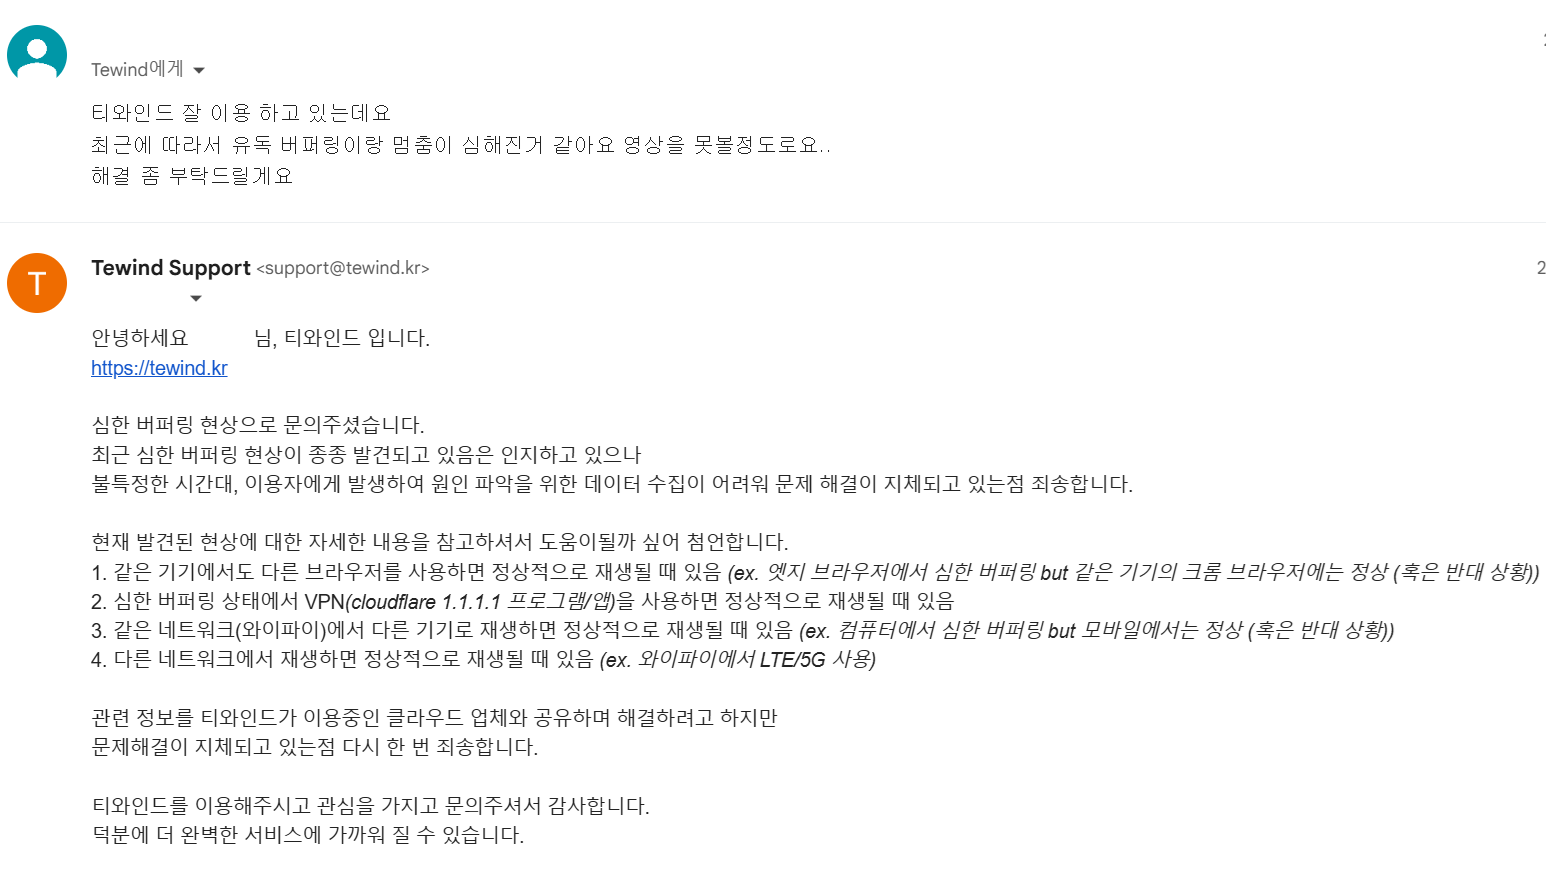 Tewind에게
티와인드 잘 이용 하고 있는데요
최근에 따라서 유독 버퍼링이랑 멈춤이 심해진거 같아요 영상을 못볼정도로요..
해결 좀 부탁드릴게요
T
Tewind Support <support@tewind.kr>
2
안녕하세요 님, 티와인드 입니다.
https://tewind.kr
심한 버퍼링 현상으로 문의주셨습니다.
최근 심한 버퍼링 현상이 종종 발견되고 있음은 인지하고 있으나
불특정한 시간대, 이용자에게 발생하여 원인 파악을 위한 데이터 수집이 어려워 문제 해결이 지체되고 있는점 죄송합니다.
현재 발견된 현상에 대한 자세한 내용을 참고하셔서 도움이될까 싶어 첨언합니다.
1. 같은 기기에서도 다른 브라우저를 사용하면 정상적으로 재생될 때 있음 (ex. 엣지 브라우저에서 심한 버퍼링 but 같은 기기의 크롬 브라우저에는 정상 (혹은 반대 상황))
2. 심한 버퍼링 상태에서 VPN(cloudflare 1.1.1.1 프로그램/앱)을 사용하면 정상적으로 재생될 때 있음
3. 같은 네트워크(와이파이)에서 다른 기기로 재생하면 정상적으로 재생될 때 있음 (ex. 컴퓨터에서 심한 버퍼링 but 모바일에서는 정상 (혹은 반대 상황))
4. 다른 네트워크에서 재생하면 정상적으로 재생될 때 있음 (ex. 와이파이에서 LTE/5G 사용)
관련 정보를 티와인드가 이용중인 클라우드 업체와 공유하며 해결하려고 하지만
문제해결이 지체되고 있는점 다시 한 번 죄송합니다.
티와인드를 이용해주시고 관심을 가지고 문의주셔서 감사합니다.
덕분에 더 완벽한 서비스에 가까워 질 수 있습니다.